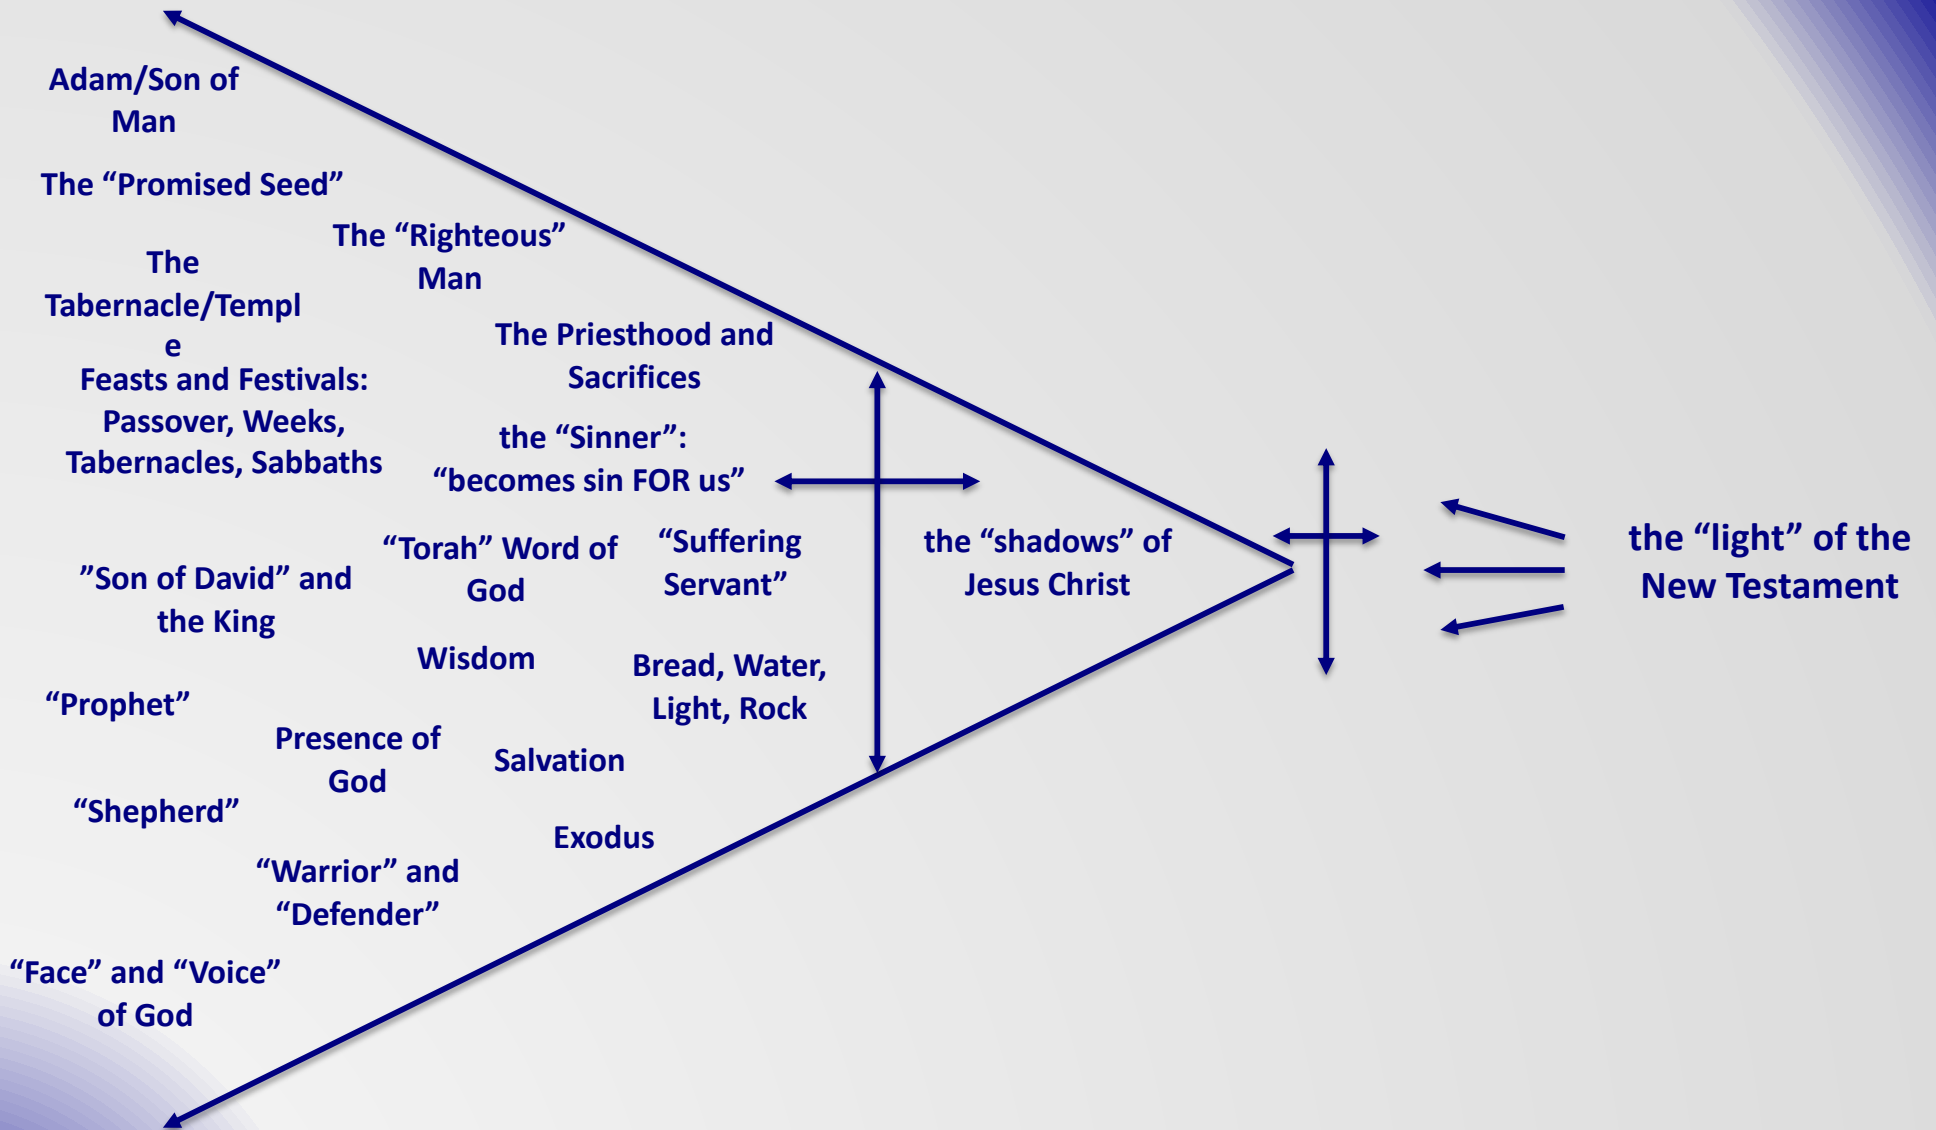 Adam/Son of
Man
The “Promised Seed”
The “Righteous”
Man
The
Tabernacle/Templ
e
The Priesthood and
Sacrifices
Feasts and Festivals:
Passover, Weeks,
Tabernacles, Sabbaths
the “Sinner”:
“becomes sin FOR us”
“Torah” Word of
God
“Suffering
Servant”
the “shadows” of
Jesus Christ
the “light” of the
New Testament
”Son of David” and
the King
Wisdom
Bread, Water,
Light, Rock
“Prophet”
Presence of
God
Salvation
“Shepherd”
Exodus
“Warrior” and
“Defender”
“Face” and “Voice”
of God